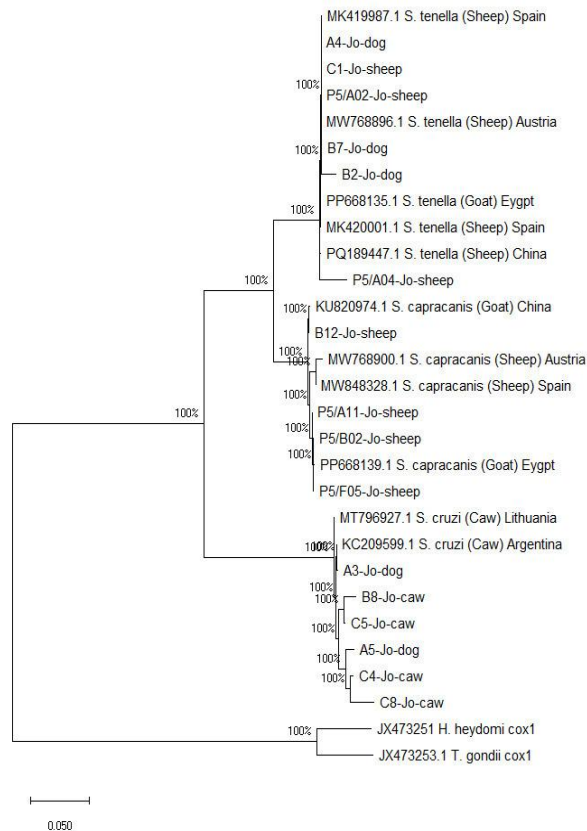 MK419987.1 S. tenella (Sheep) Spain
A4-Jo-dog
C1-Jo-sheep
100%
P5/A02-Jo-sheep
MW768896.1 S. tenella (Sheep) Austria
100%
B7-Jo-dog
B2-Jo-dog
PP668135.1 S. tenella (Goat) Eygpt
100%
MK420001.1 S. tenella (Sheep) Spain
PQ189447.1 S. tenella (Sheep) China
100%
P5/A04-Jo-sheep
KU820974.1 S. capracanis (Goat) China
B12-Jo-sheep
100%
100%
MW768900.1 S. capracanis (Sheep) Austria
MW848328.1 S. capracanis (Sheep) Spain
100%
P5/A11-Jo-sheep
100%
P5/B02-Jo-sheep
100%
PP668139.1 S. capracanis (Goat) Eygpt
P5/F05-Jo-sheep
MT796927.1 S. cruzi (Caw) Lithuania
100%
100%
KC209599.1 S. cruzi (Caw) Argentina
A3-Jo-dog
B8-Jo-caw
100%
100%
C5-Jo-caw
100%
A5-Jo-dog
100%
C4-Jo-caw
100%
C8-Jo-caw
100%
JX473251 H. heydorni cox1
JX473253.1 T. gondii cox1
0.050